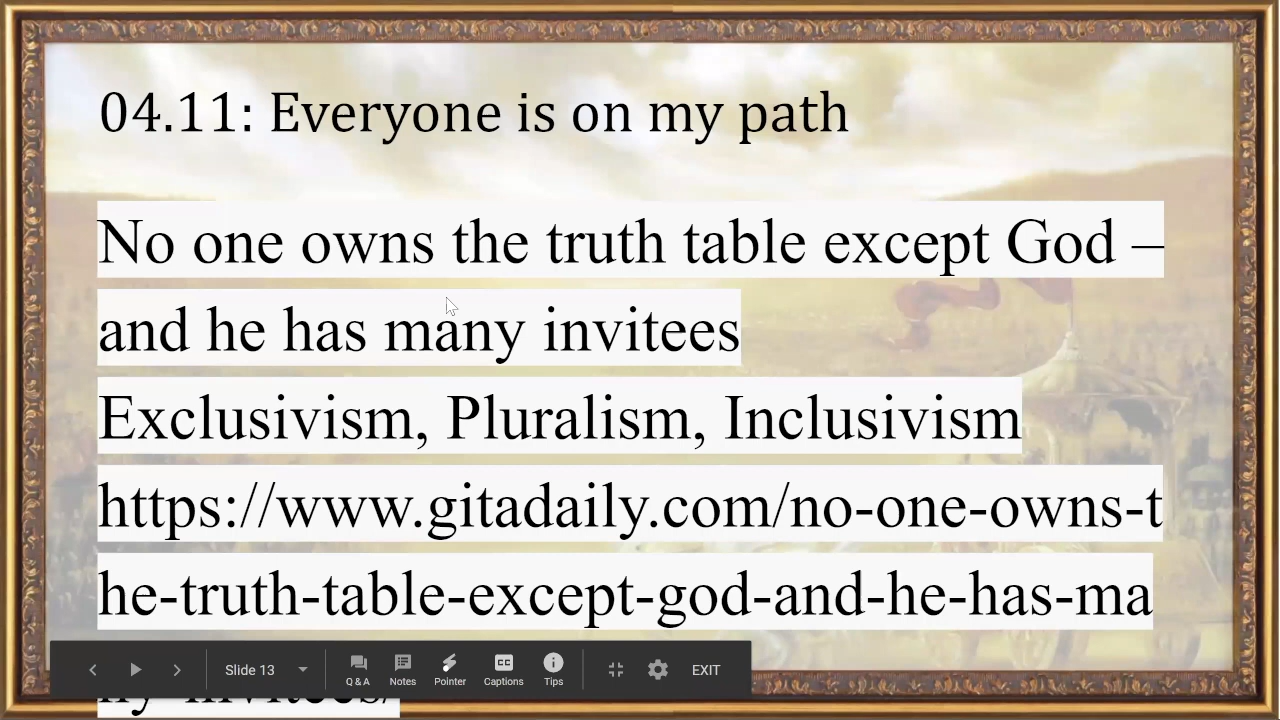 04.11: Everyone is on my path
No one owns the truth table except God –
and he has many invitees
Exclusivism, Pluralism, Inclusivism
https://www.gitadaily.com/no-one-owns-t
he-truth-table-except-god-and-he-has-ma
ny-invitees/
Slide 13
Q & A
Notes
Pointer
Captions
Tips
EXIT